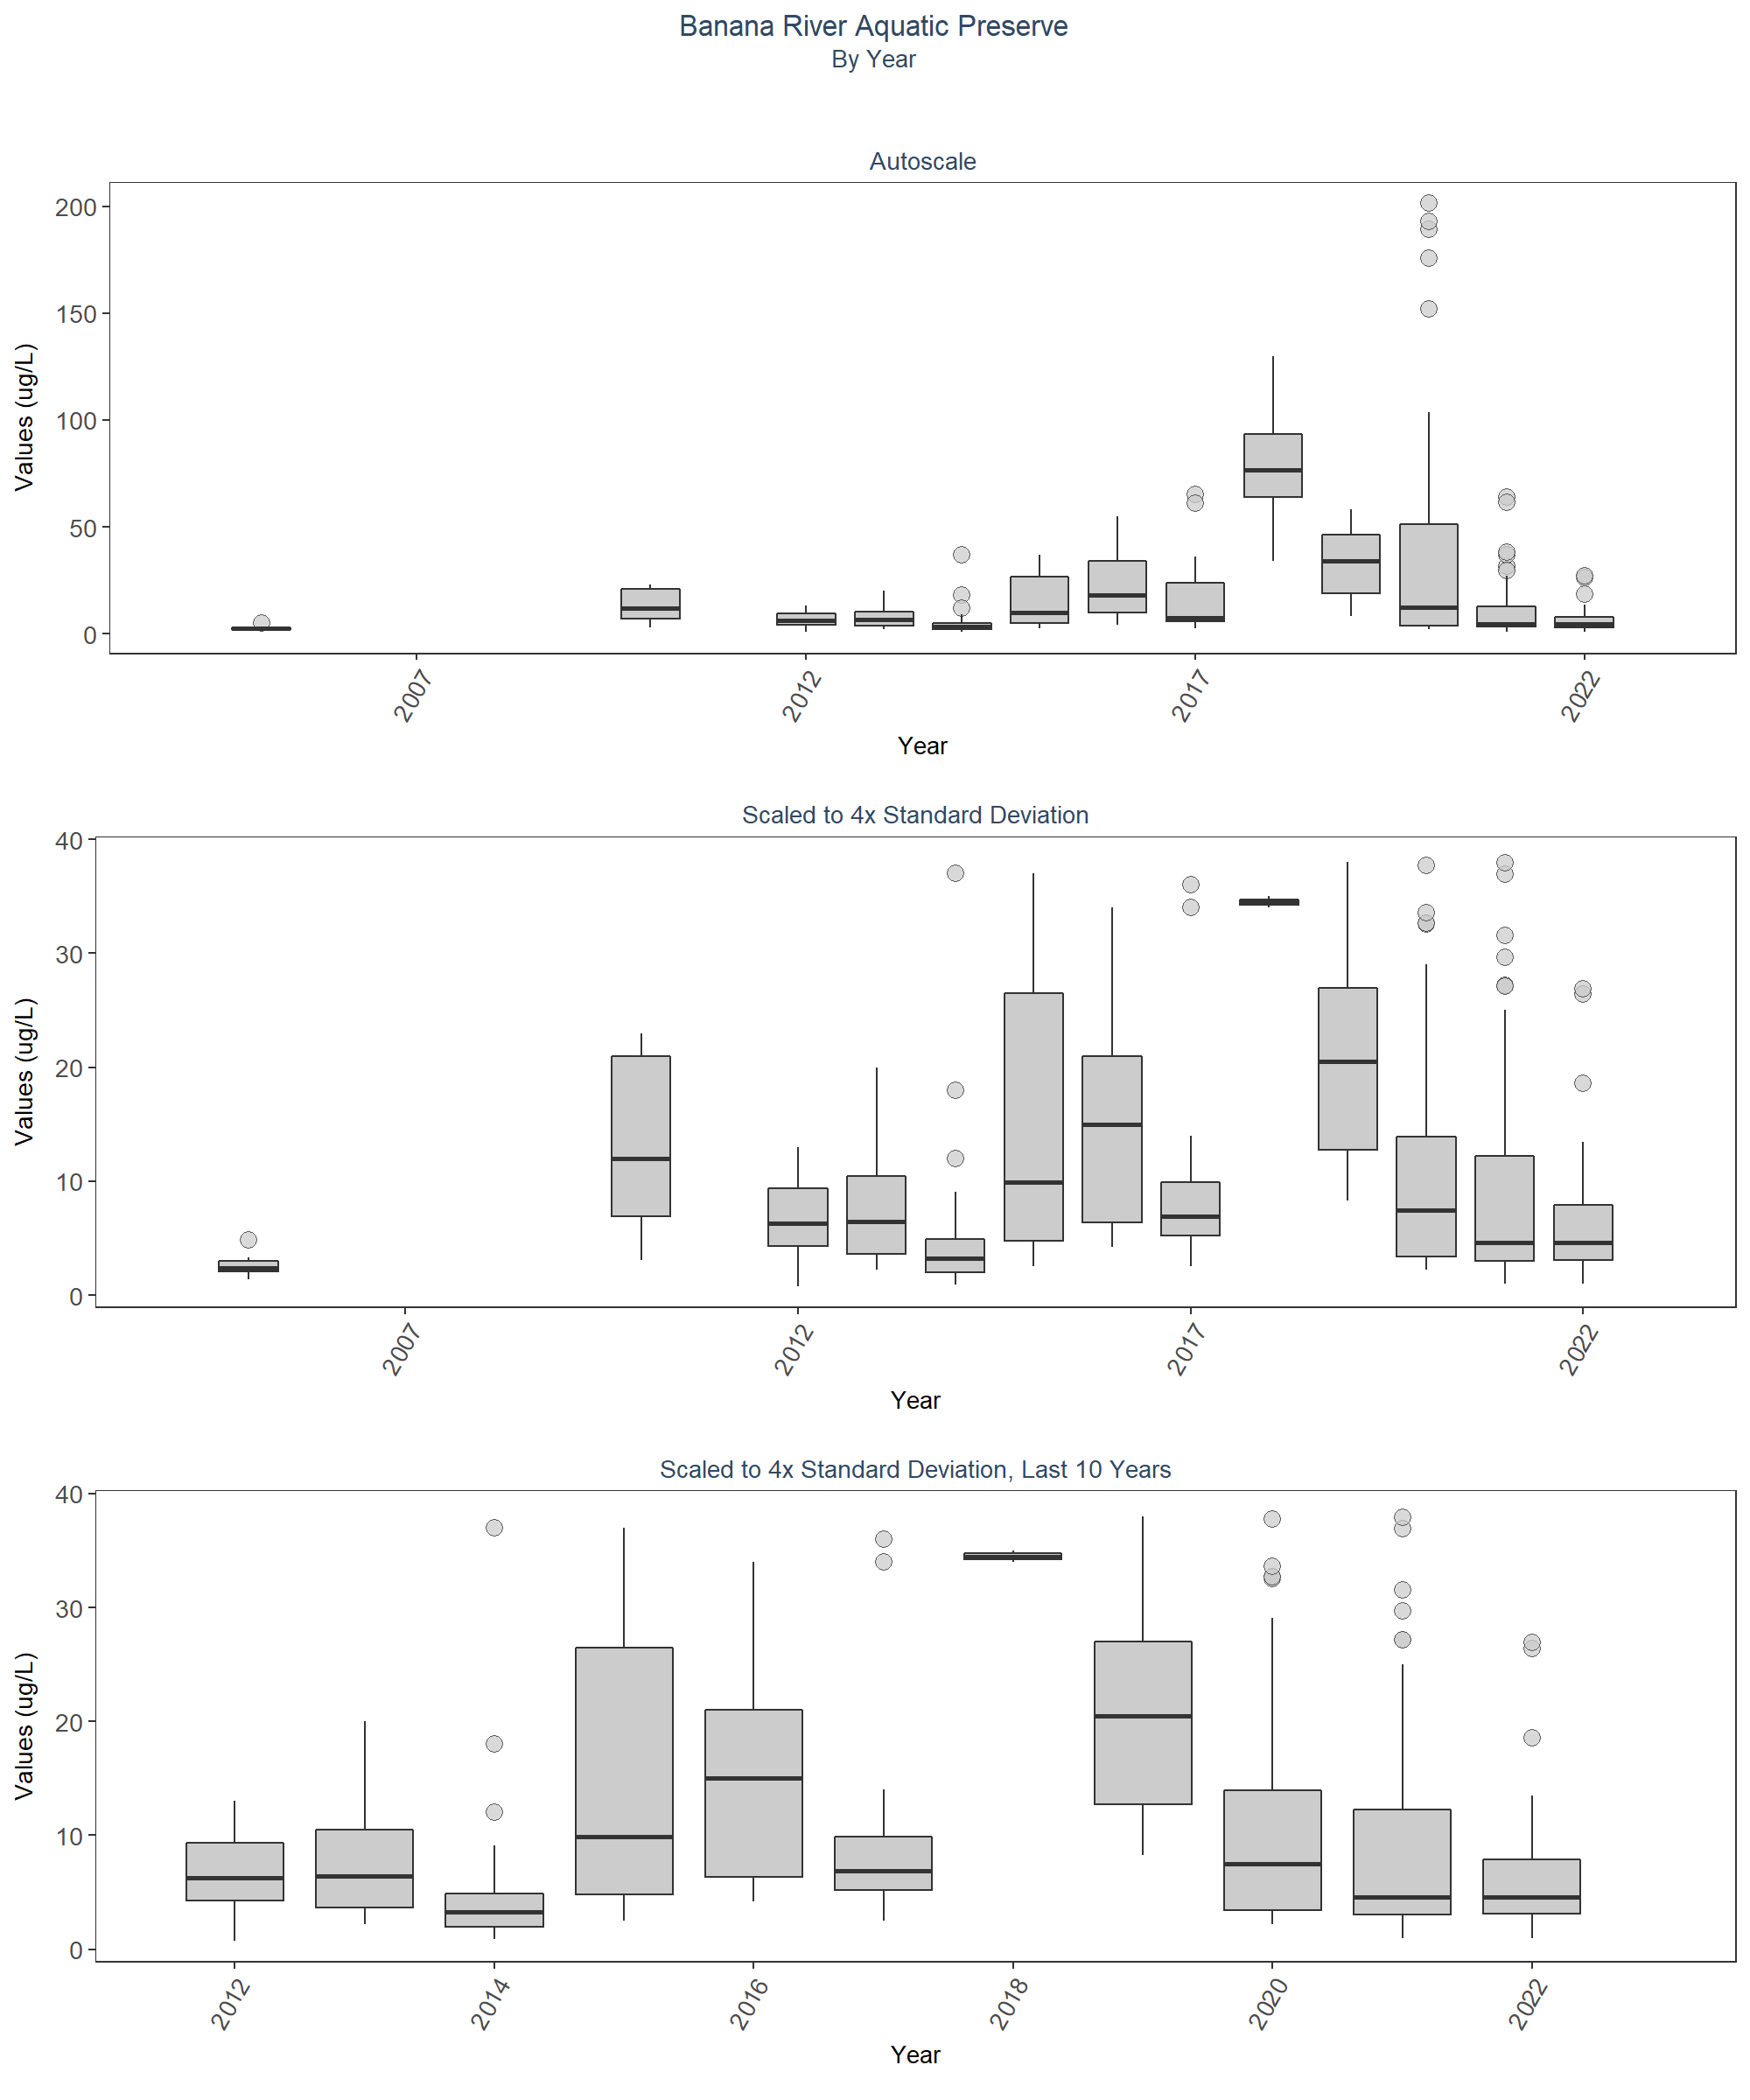 Banana River Aquatic Preserve
By Year
Autoscale
Values (ug/L)
200
150
100
50
0
2007
2012
2017
2022
Year
Scaled to 4x Standard Deviation
Values (ug/L)
40
30
20
10
0
2007
2012
2017
2022
Year
Scaled to 4x Standard Deviation, Last 10 Years
Values (ug/L)
40
30
20
10
0
2012
2014
2016
2018
2020
2022
Year